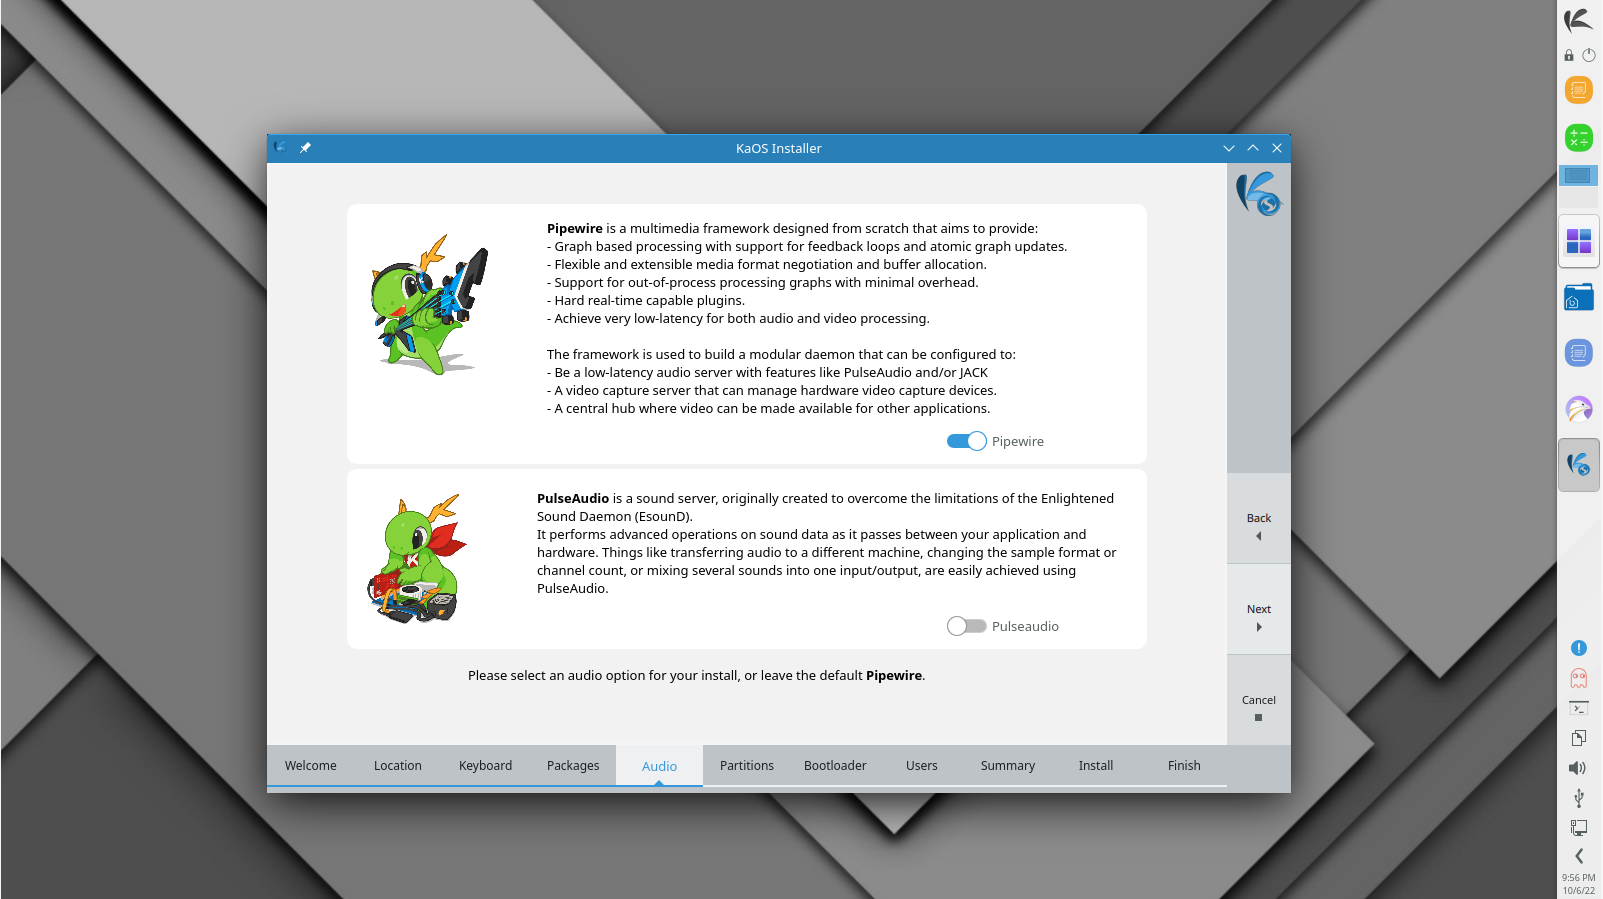 KaOS Installer
Pipewire is a multimedia framework designed from scratch that aims to provide:
- Graph based processing with support for feedback loops and atomic graph updates.
- Flexible and extensible media format negotiation and buffer allocation.
- Support for out-of-process processing graphs with minimal overhead.
- Hard real-time capable plugins.
- Achieve very low-latency for both audio and video processing.
The framework is used to build a modular daemon that can be configured to:
- Be a low-latency audio server with features like PulseAudio and/or JACK
- A video capture server that can manage hardware video capture devices.
- A central hub where video can be made available for other applications.
Pipewire
PulseAudio is a sound server, originally created to overcome the limitations of the Enlightened
Sound Daemon (EsounD).
It performs advanced operations on sound data as it passes between your application and
hardware. Things like transferring audio to a different machine, changing the sample format or
channel count, or mixing several sounds into one input/output, are easily achieved using
PulseAudio.
Pulseaudio
Please select an audio option for your install, or leave the default Pipewire.
Back
Next
Cancel
Welcome
Location
Keyboard
Packages
Audio
Partitions
Bootloader
Users
Summary
Install
Finish
9:56 PM
10/6/22